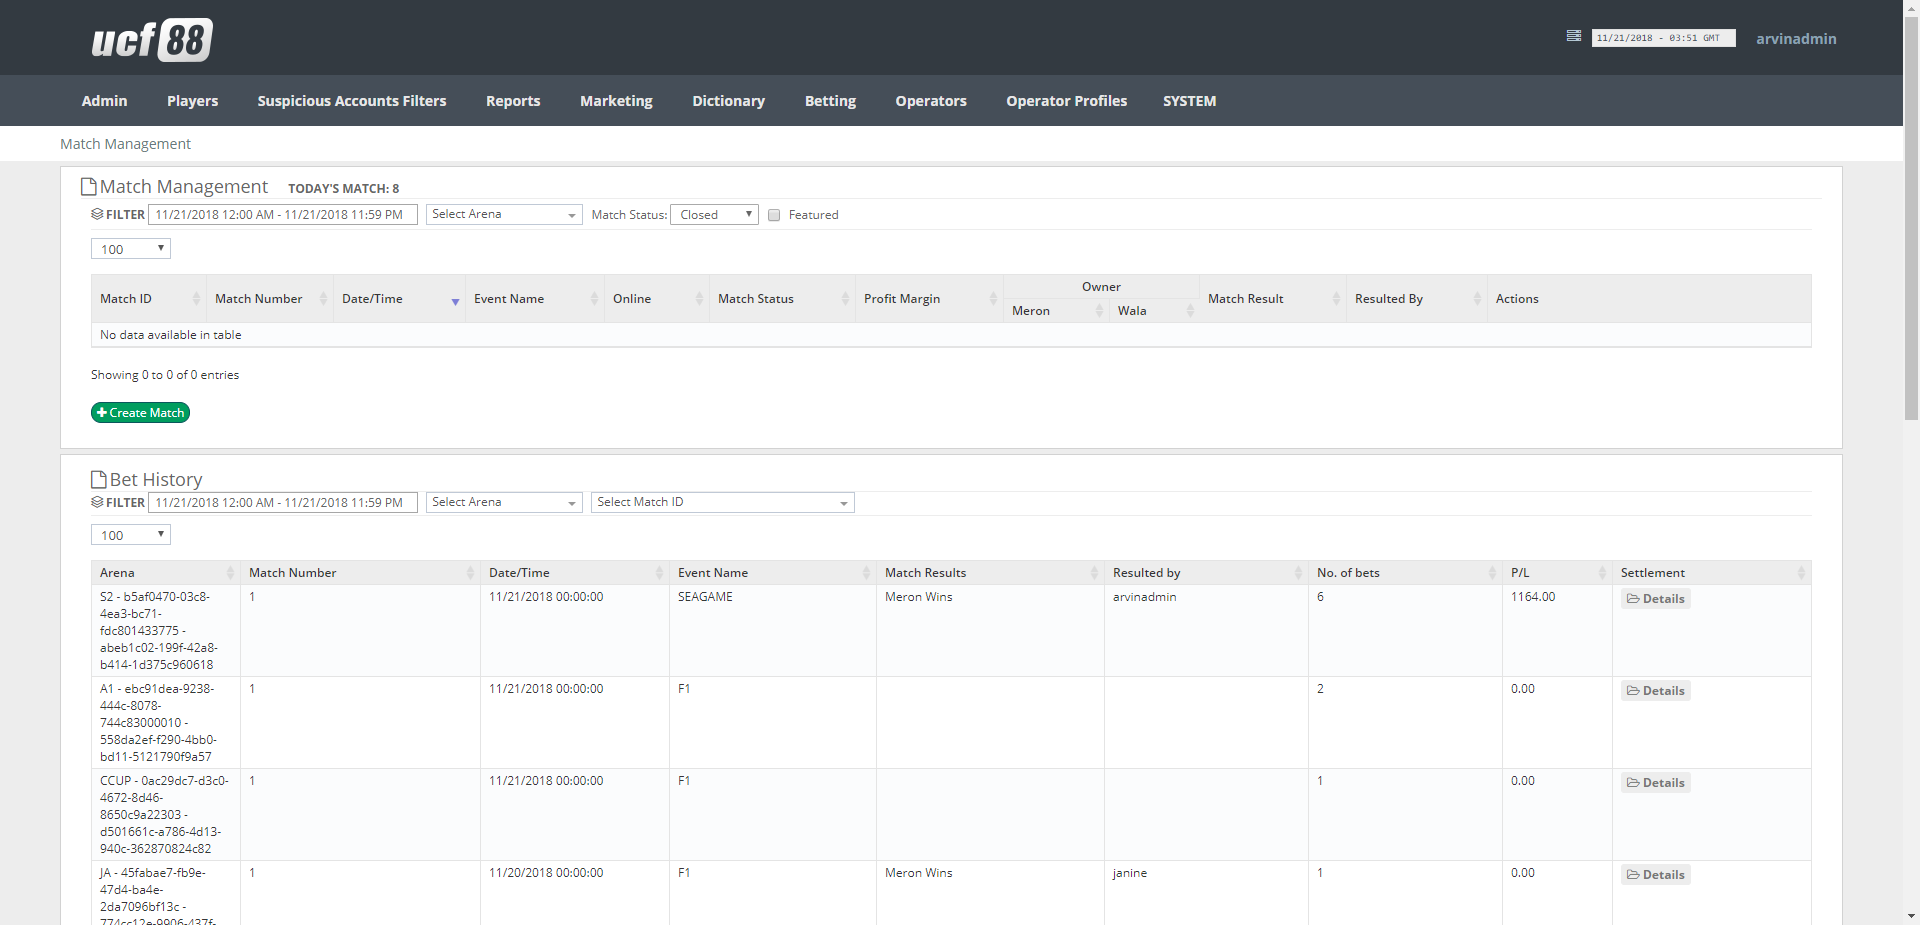 ucf 88
11/21/2018 - 03:51 GMT
arvinadmin
Admin Players Suspicious Accounts Filters Reports Marketing Dictionary Betting Operators Operator Profiles SYSTEM
Match Management
Match Management TODAY'S MATCH: 8
FILTER 11/21/2018 12:00 AM - 11/21/2018 11:59 PM Select Arena Match Status: Closed Featured
100
Owner
Match ID Match Number Date/Time Event Name Online Match Status Profit Margin Match Result Resulted By Actions
Meron Wala
No data available in table
Showing 0 to 0 of 0 entries
Create Match
Bet History
FILTER 11/21/2018 12:00 AM - 11/21/2018 11:59 PM Select Arena Select Match ID
100
Arena Match Number Date/Time Event Name Match Results Resulted by No. of bets P/L Settlement
S2 - b5af0470-03c8- 1 11/21/2018 00:00:00 SEAGAME Meron Wins arvinadmin 6 1164.00 Details
4ea3-bc71-
fdc801433775 -
abeb1c02-199f-42a8-
b414-1d375c960618
A1 - ebc91dea-9238- 1 11/21/2018 00:00:00 F1 2 0.00 Details
444c-8078-
744c83000010 -
558da2ef-f290-4bb0-
bd11-5121790f9a57
CCUP - 0ac29dc7-d3c0- 1 11/21/2018 00:00:00 F1 1 0.00 Details
4672-8d46-
8650c9a22303 -
d501661c-a786-4d13-
940c-362870824c82
JA - 45fabae7-fb9e- 1 11/20/2018 00:00:00 F1 Meron Wins janine 1 0.00 Details
47d4-ba4e-
2da7096bf13c -
774cc12e-9906-437f-